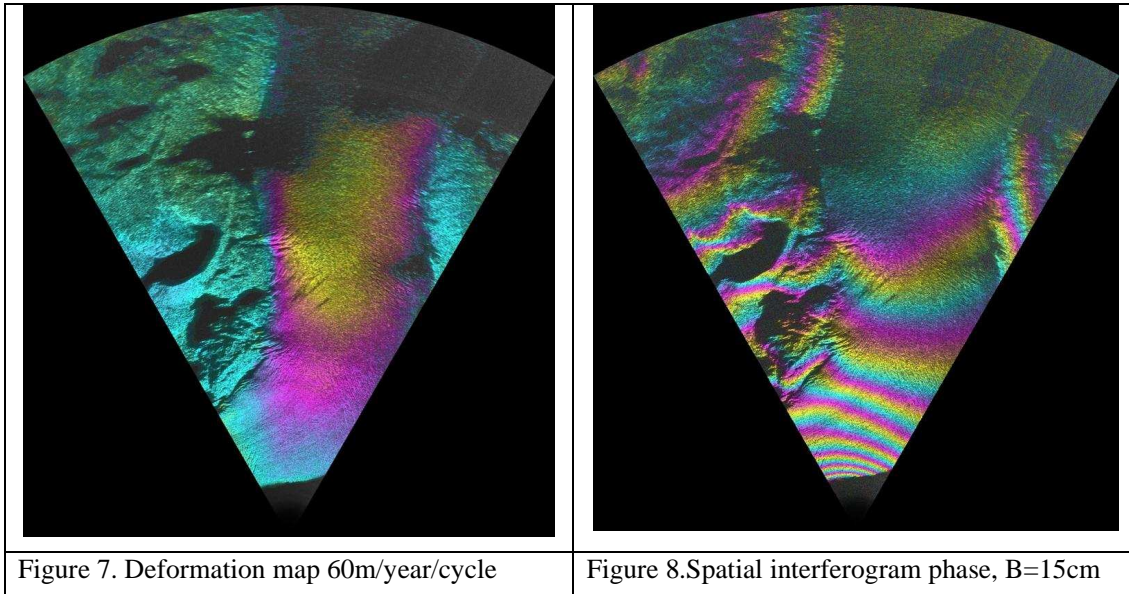 Figure 7. Deformation map 60m/year/cycle
Figure 8.Spatial interferogram phase, B=15cm